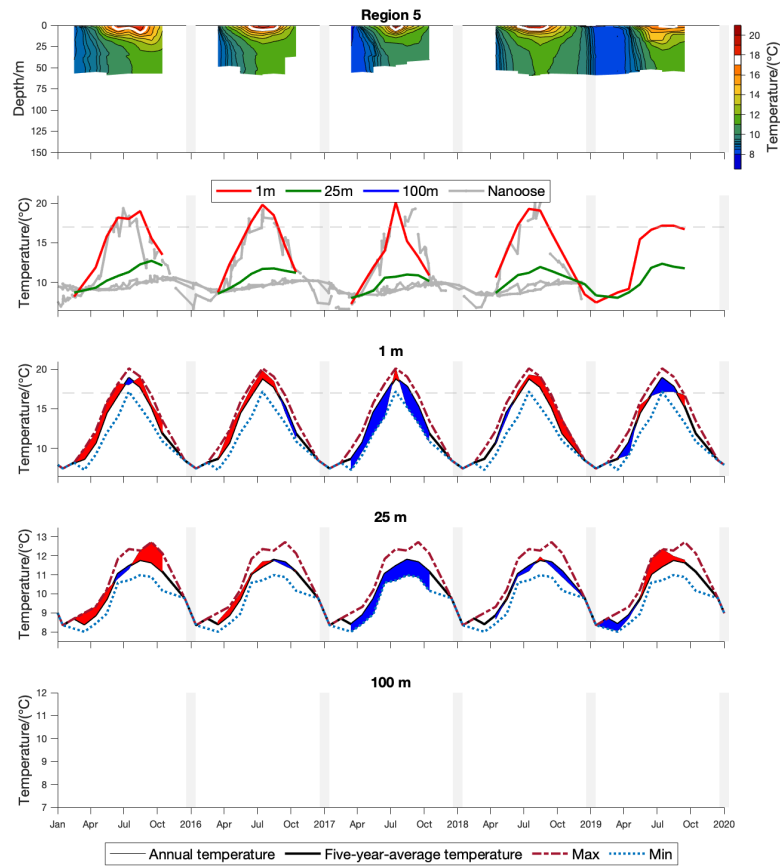 Region 5
0
25
50
75
100
125
150
Depth/m
20
18
16
14
12
10
8
Temperature/(°C)
1m 25m 100m Nanoose
20
15
10
Temperature/(°C)
1 m
20
15
10
Temperature/(°C)
25 m
13
12
11
10
9
8
Temperature/(°C)
100 m
12
11
10
9
8
7
Temperature/(°C)
Jan Apr Jul Oct 2016 Apr Jul Oct 2017 Apr Jul Oct 2018 Apr Jul Oct 2019 Apr Jul Oct 2020
Annual temperature Five-year-average temperature Max Min